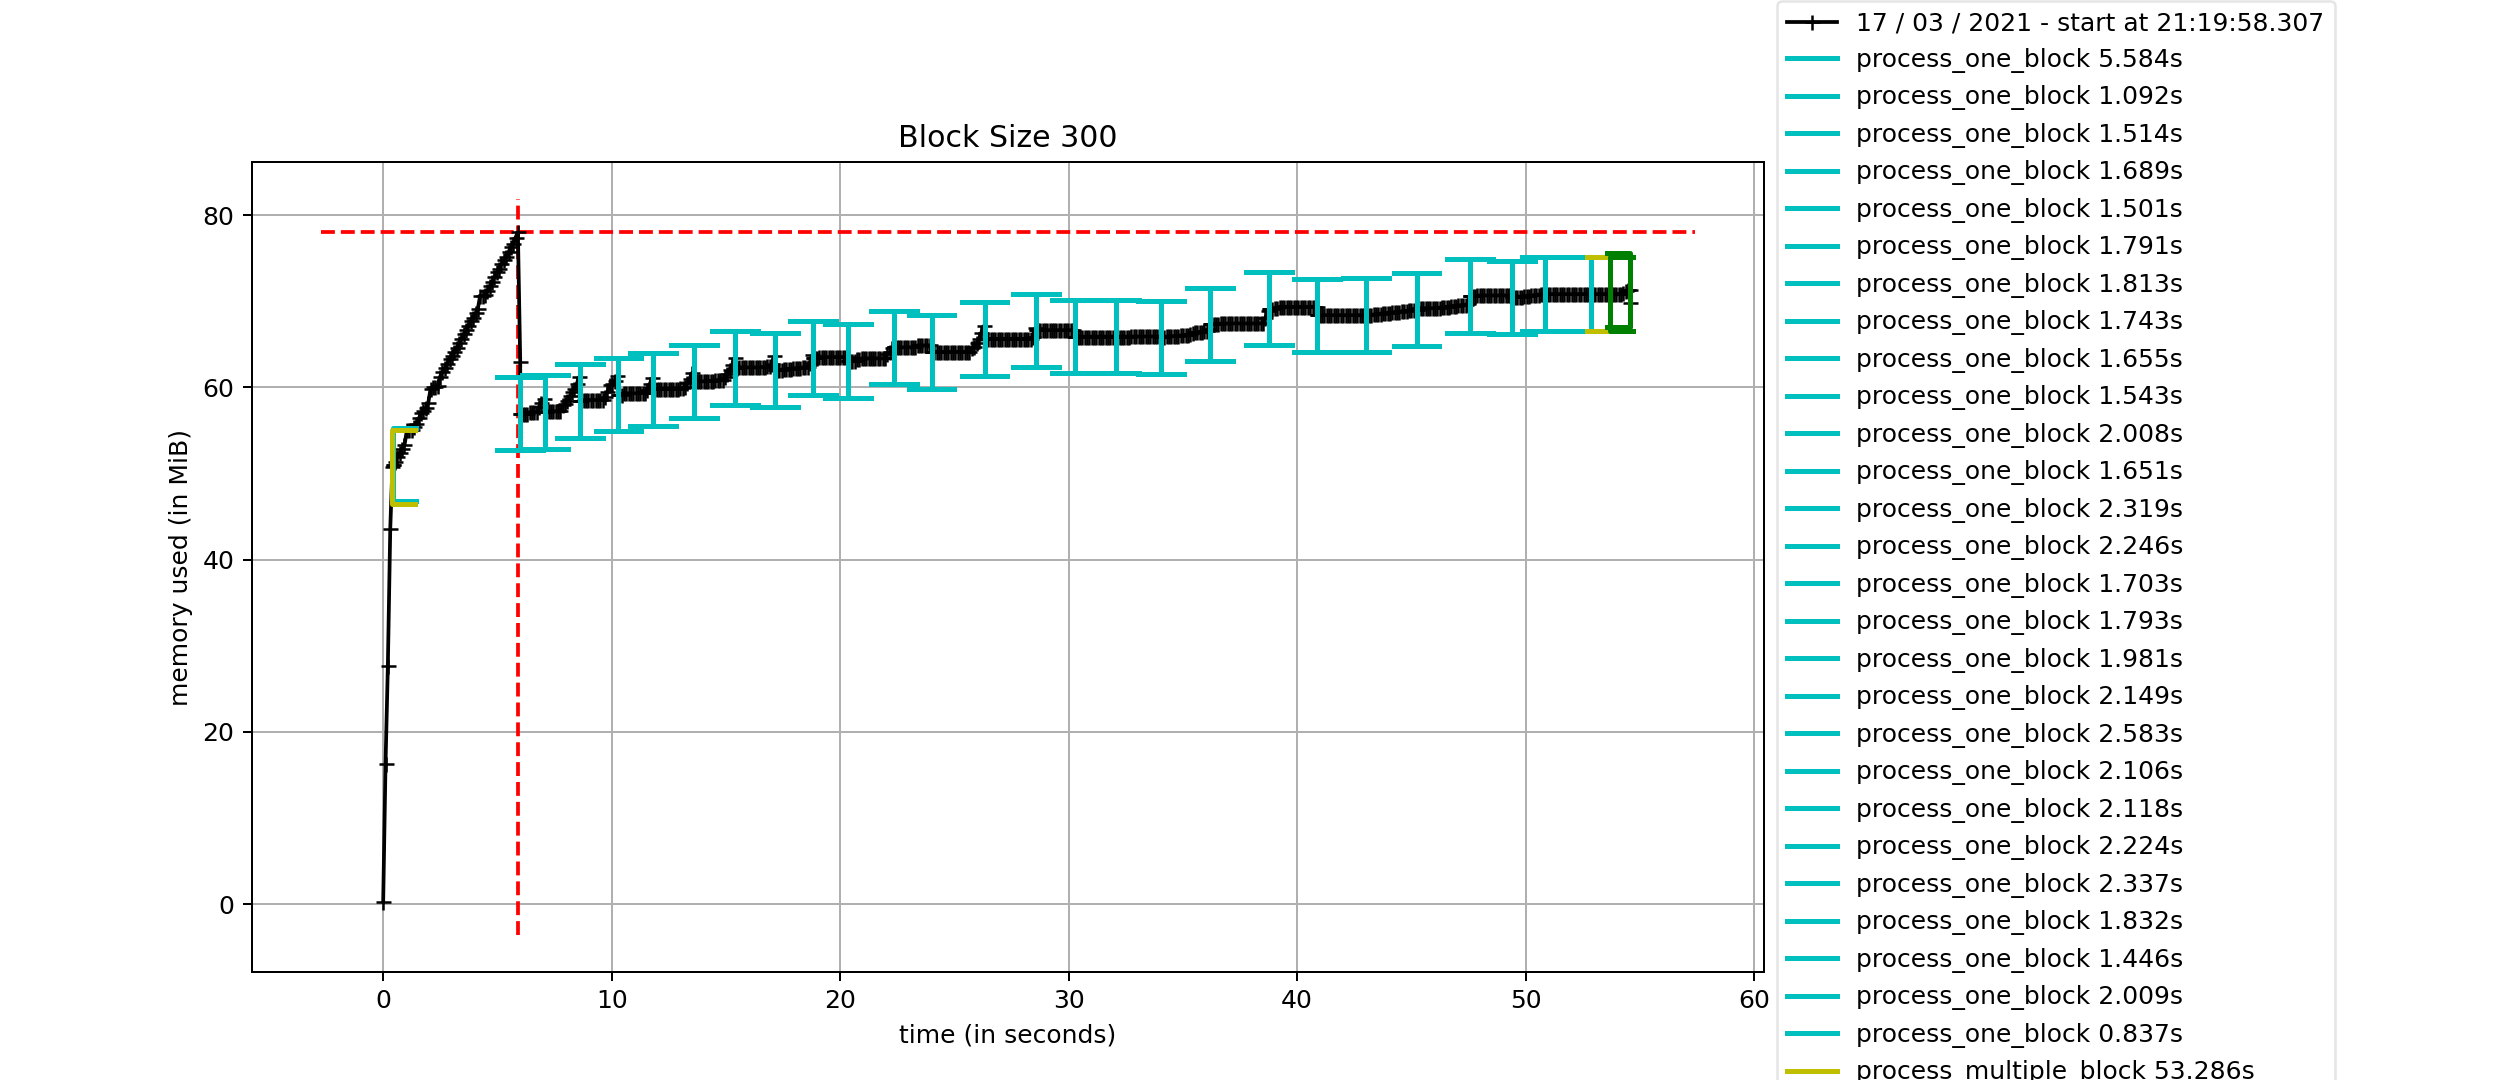 Block Size 300
80
60
40
20
0
memory used (in MiB)
0 10 20 30 40 50 60
time (in seconds)
17 / 03 / 2021 - start at 21:19:58.307
process_one_block 5.584s
process_one_block 1.092s
process_one_block 1.514s
process_one_block 1.689s
process_one_block 1.501s
process_one_block 1.791s
process_one_block 1.813s
process_one_block 1.743s
process_one_block 1.655s
process_one_block 1.543s
process_one_block 2.008s
process_one_block 1.651s
process_one_block 2.319s
process_one_block 2.246s
process_one_block 1.703s
process_one_block 1.793s
process_one_block 1.981s
process_one_block 2.149s
process_one_block 2.583s
process_one_block 2.106s
process_one_block 2.118s
process_one_block 2.224s
process_one_block 2.337s
process_one_block 1.832s
process_one_block 1.446s
process_one_block 2.009s
process_one_block 0.837s
process_multiple_block 53.286s